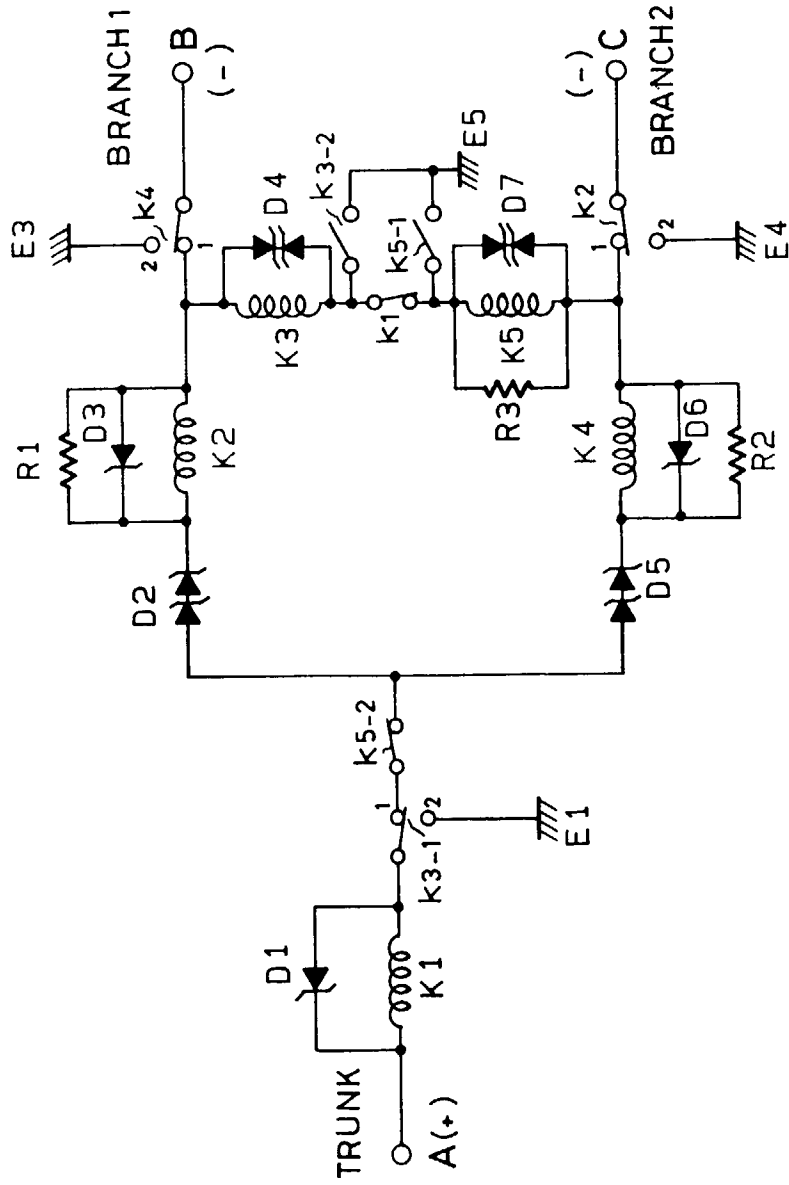 BRANCH 1
B
(-)
E3
k4
2
1
D4
k3-2
K3
E5
k1
k5-1
D7
K5
R3
k2
1
2
C
(-)
BRANCH2
E4
R1
D3
K2
D2
K4
D6
R2
D5
k5-2
1
2
k3-1
E1
D1
K1
TRUNK
A(+)